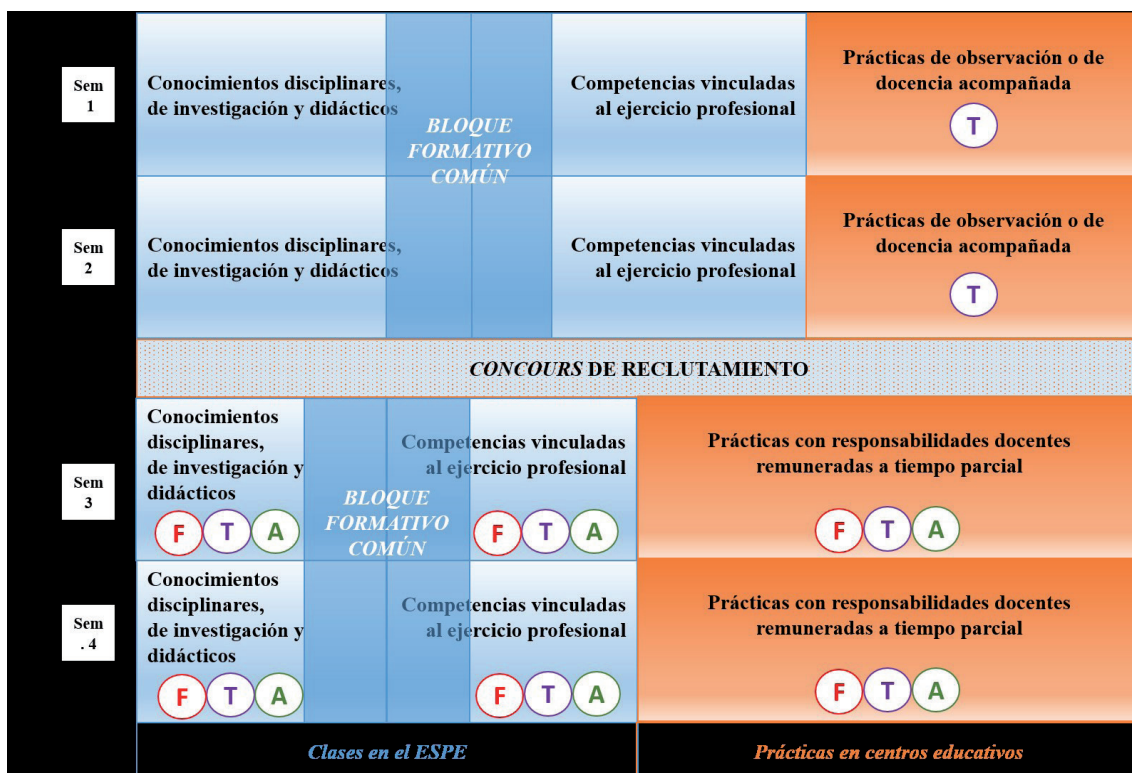 Sem
1
Conocimientos disciplinares,
de investigación y didácticos
BLOQUE
FORMATIVO
COMÚN
Competencias vinculadas
al ejercicio profesional
Prácticas de observación o de
docencia acompañada
T
Sem
2
Conocimientos disciplinares,
de investigación y didácticos
Competencias vinculadas
al ejercicio profesional
Prácticas de observación o de
docencia acompañada
T
CONCOURS DE RECLUTAMIENTO
Sem
3
Conocimientos
disciplinares,
de investigación y
didácticos
F T A
BLOQUE
FORMATIVO
COMÚN
Competencias vinculadas
al ejercicio profesional
F T A
Prácticas con responsabilidades docentes
remuneradas a tiempo parcial
F T A
Sem
. 4
Conocimientos
disciplinares,
de investigación y
didácticos
F T A
Competencias vinculadas
al ejercicio profesional
F T A
Prácticas con responsabilidades docentes
remuneradas a tiempo parcial
F T A
Clases en el ESPE
Prácticas en centros educativos